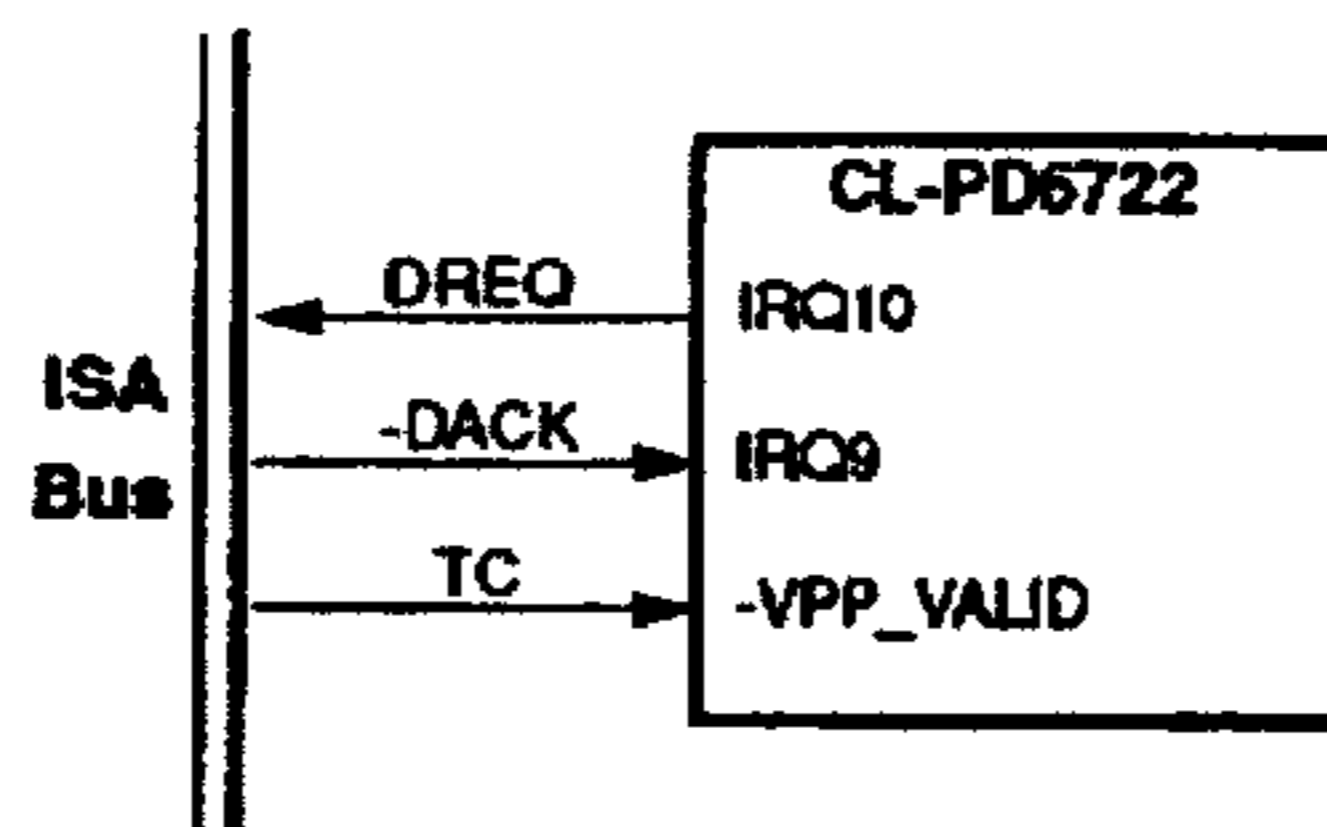 CL-PD6722
DREQ
IRQ10
ISA
Bus
-DACK
IRQ9
TC
-VPP_VALID